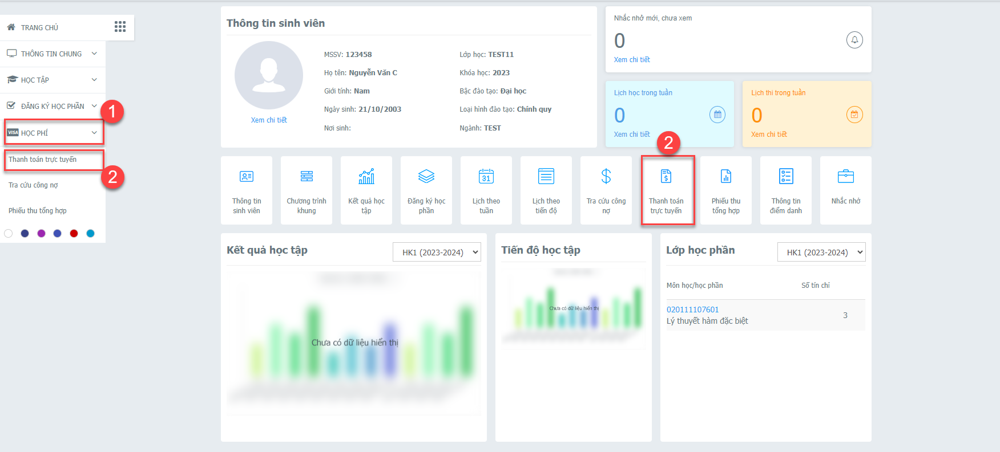 TRANG CHỦ
THÔNG TIN CHUNG
HỌC TẬP
ĐĂNG KÝ HỌC PHẦN
1
VISA HỌC PHÍ
Thanh toán trực tuyến
2
Tra cứu công nợ
Phiếu thu tổng hợp
Thông tin sinh viên
MSSV: 123458
Họ tên: Nguyễn Văn C
Giới tính: Nam
Ngày sinh: 21/10/2003
Nơi sinh:
Xem chi tiết
Lớp học: TEST11
Khóa học: 2023
Bậc đào tạo: Đại học
Loại hình đào tạo: Chính quy
Ngành: TEST
Nhắc nhở mới, chưa xem
0
Xem chi tiết
Lịch học trong tuần
0
Xem chi tiết
Lịch thi trong tuần
0
Xem chi tiết
2
Thông tin
sinh viên
Chương trình
khung
Kết quả học
tập
Đăng ký học
phần
31
Lịch theo
tuần
Lịch theo
tiến độ
Tra cứu công
nợ
Thanh toán
trực tuyến
Phiếu thu
tổng hợp
Thông tin
điểm danh
Nhắc nhở
Kết quả học tập
HK1 (2023-2024)
Chưa có dữ liệu hiển thị
Tiến độ học tập
Chưa có dữ liệu hiển thị
Lớp học phần
HK1 (2023-2024)
Môn học/học phần Số tín chỉ
020111107601
Lý thuyết hàm đặc biệt
3